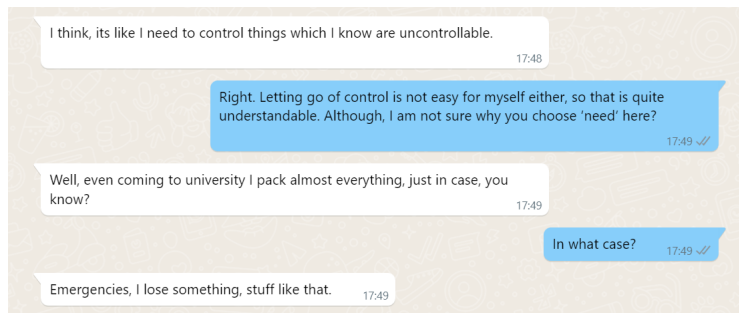 I think, its like I need to control things which I know are uncontrollable.
17:48
Right. Letting go of control is not easy for myself either, so that is quite
understandable. Although, I am not sure why you choose ‘need’ here?
17:49
Well, even coming to university I pack almost everything, just in case, you
know?
17:49
In what case?
17:49
Emergencies, I lose something, stuff like that.
17:49